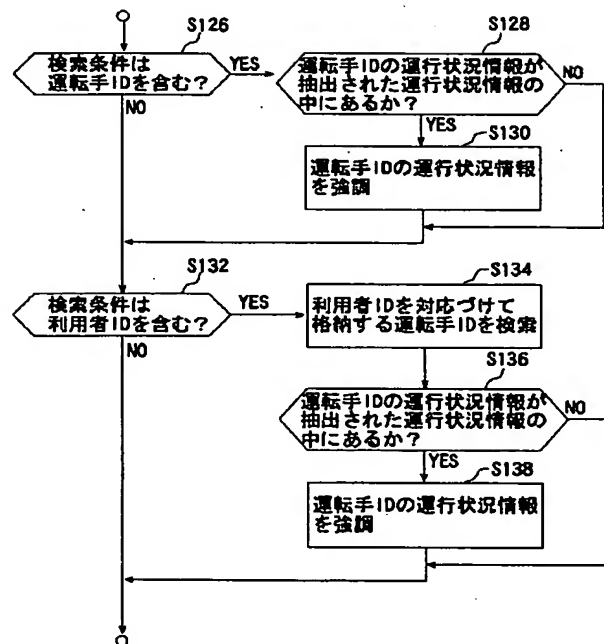 S126
検索条件は
運転手IDを含む？
YES
NO
S128
運転手IDの運行状況情報が
抽出された運行状況情報の
中にあるか？
NO
YES
S130
運転手IDの運行状況情報
を強調
S132
検索条件は
利用者IDを含む？
YES
NO
S134
利用者IDを対応づけて
格納する運転手IDを検索
S136
運転手IDの運行状況情報が
抽出された運行状況情報の
中にあるか？
NO
YES
S138
運転手IDの運行状況情報
を強調